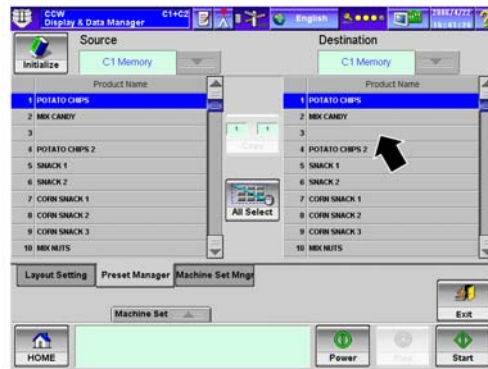 CCW
Display & Data Manager
C1+C2
English
Initialize
Source
C1 Memory
Destination
C1 Memory
Product Name
1 POTATO CHIPS
2 MIX CANDY
3
4 POTATO CHIPS 2
5 SNACK 1
6 SNACK 2
7 CORN SNACK 1
8 CORN SNACK 2
9 CORN SNACK 3
10 MIX NUTS
1 1
Copy
All Select
Product Name
1 POTATO CHIPS
2 MIX CANDY
3
4 POTATO CHIPS 2
5 SNACK 1
6 SNACK 2
7 CORN SNACK 1
8 CORN SNACK 2
9 CORN SNACK 3
10 MIX NUTS
Layout Setting
Preset Manager
Machine Set Mngr
Machine Set
Exit
HOME
Power
Stop
Start